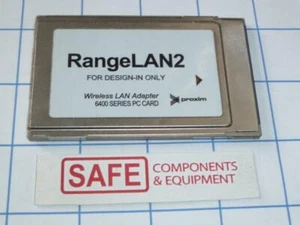 RangeLAN2
FOR DESIGN-IN ONLY
Wireless LAN Adapter
6400 SERIES PC CARD
proxim
SAFE COMPONENTS
& EQUIPMENT